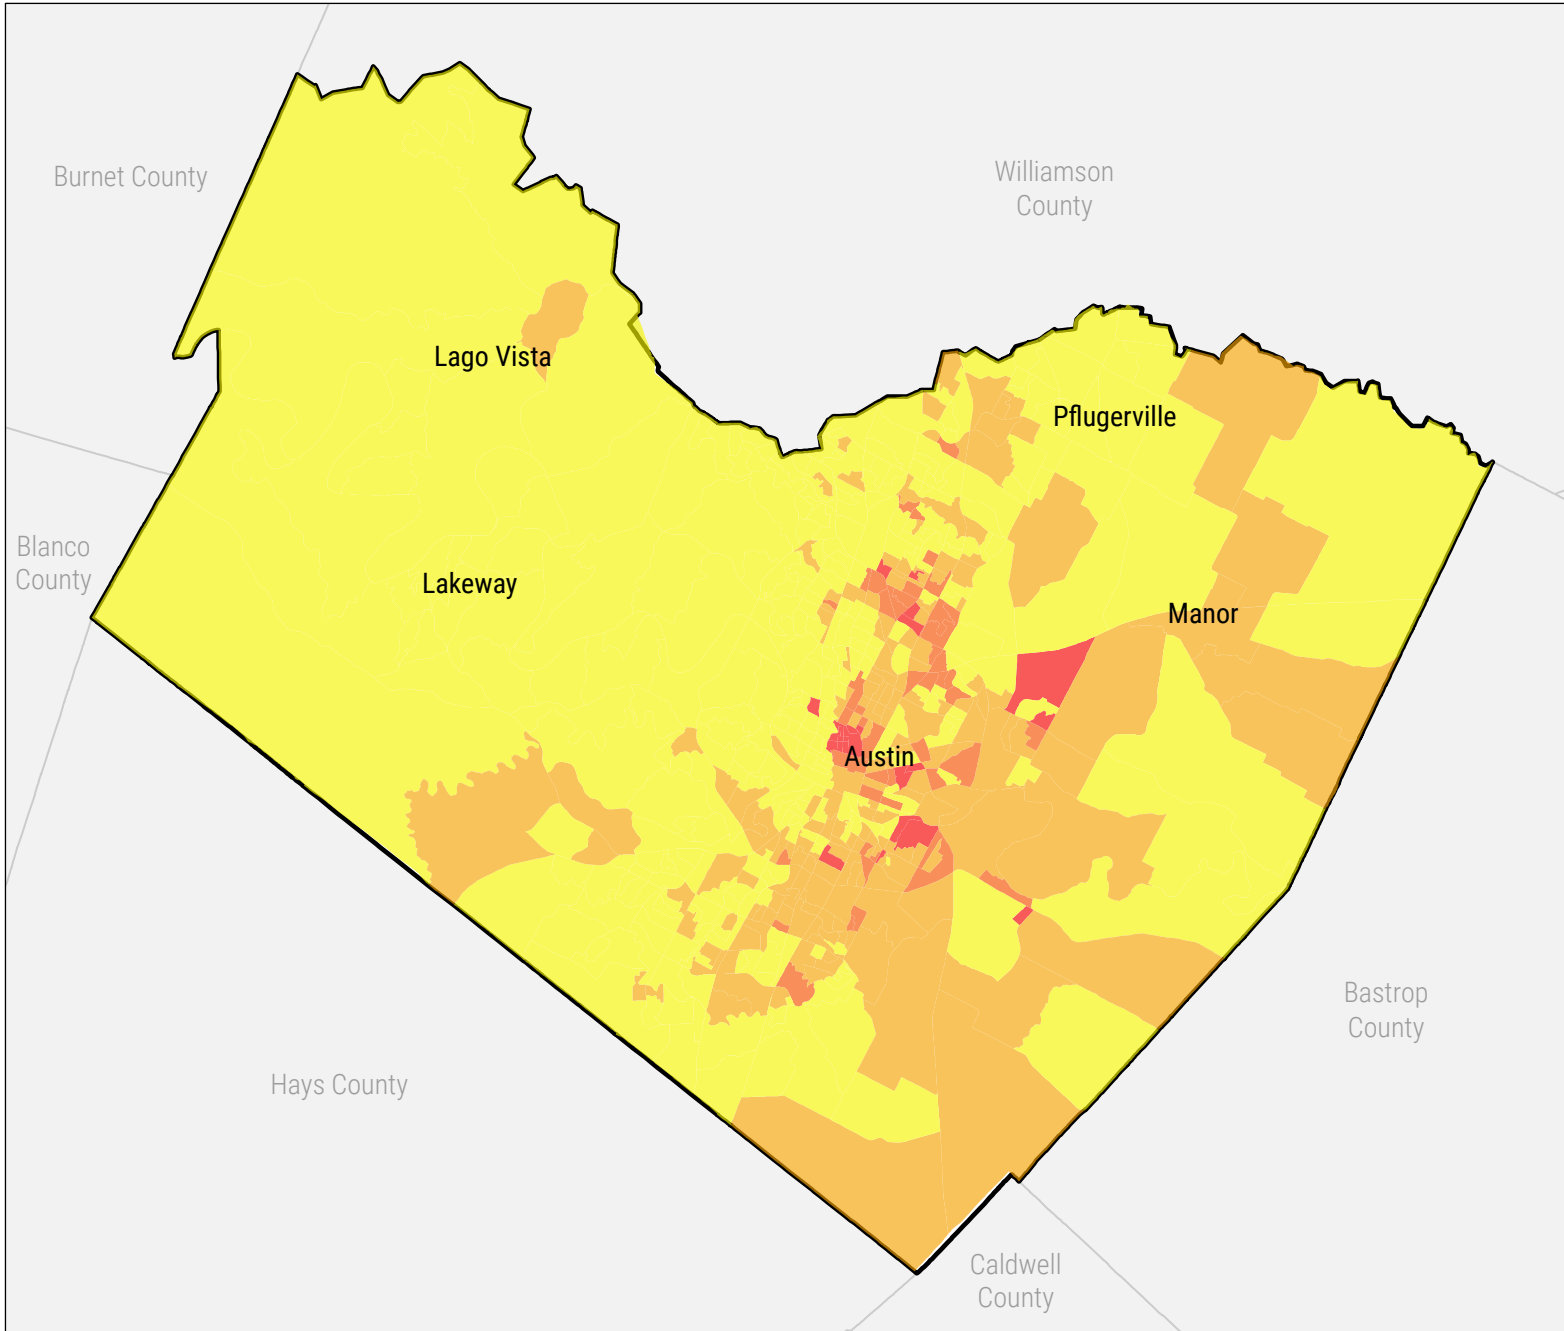 Burnet County
Williamson
County
Lago Vista
Pflugerville
Blanco
County
Lakeway
Manor
Austin
Bastrop
County
Hays County
Caldwell
County